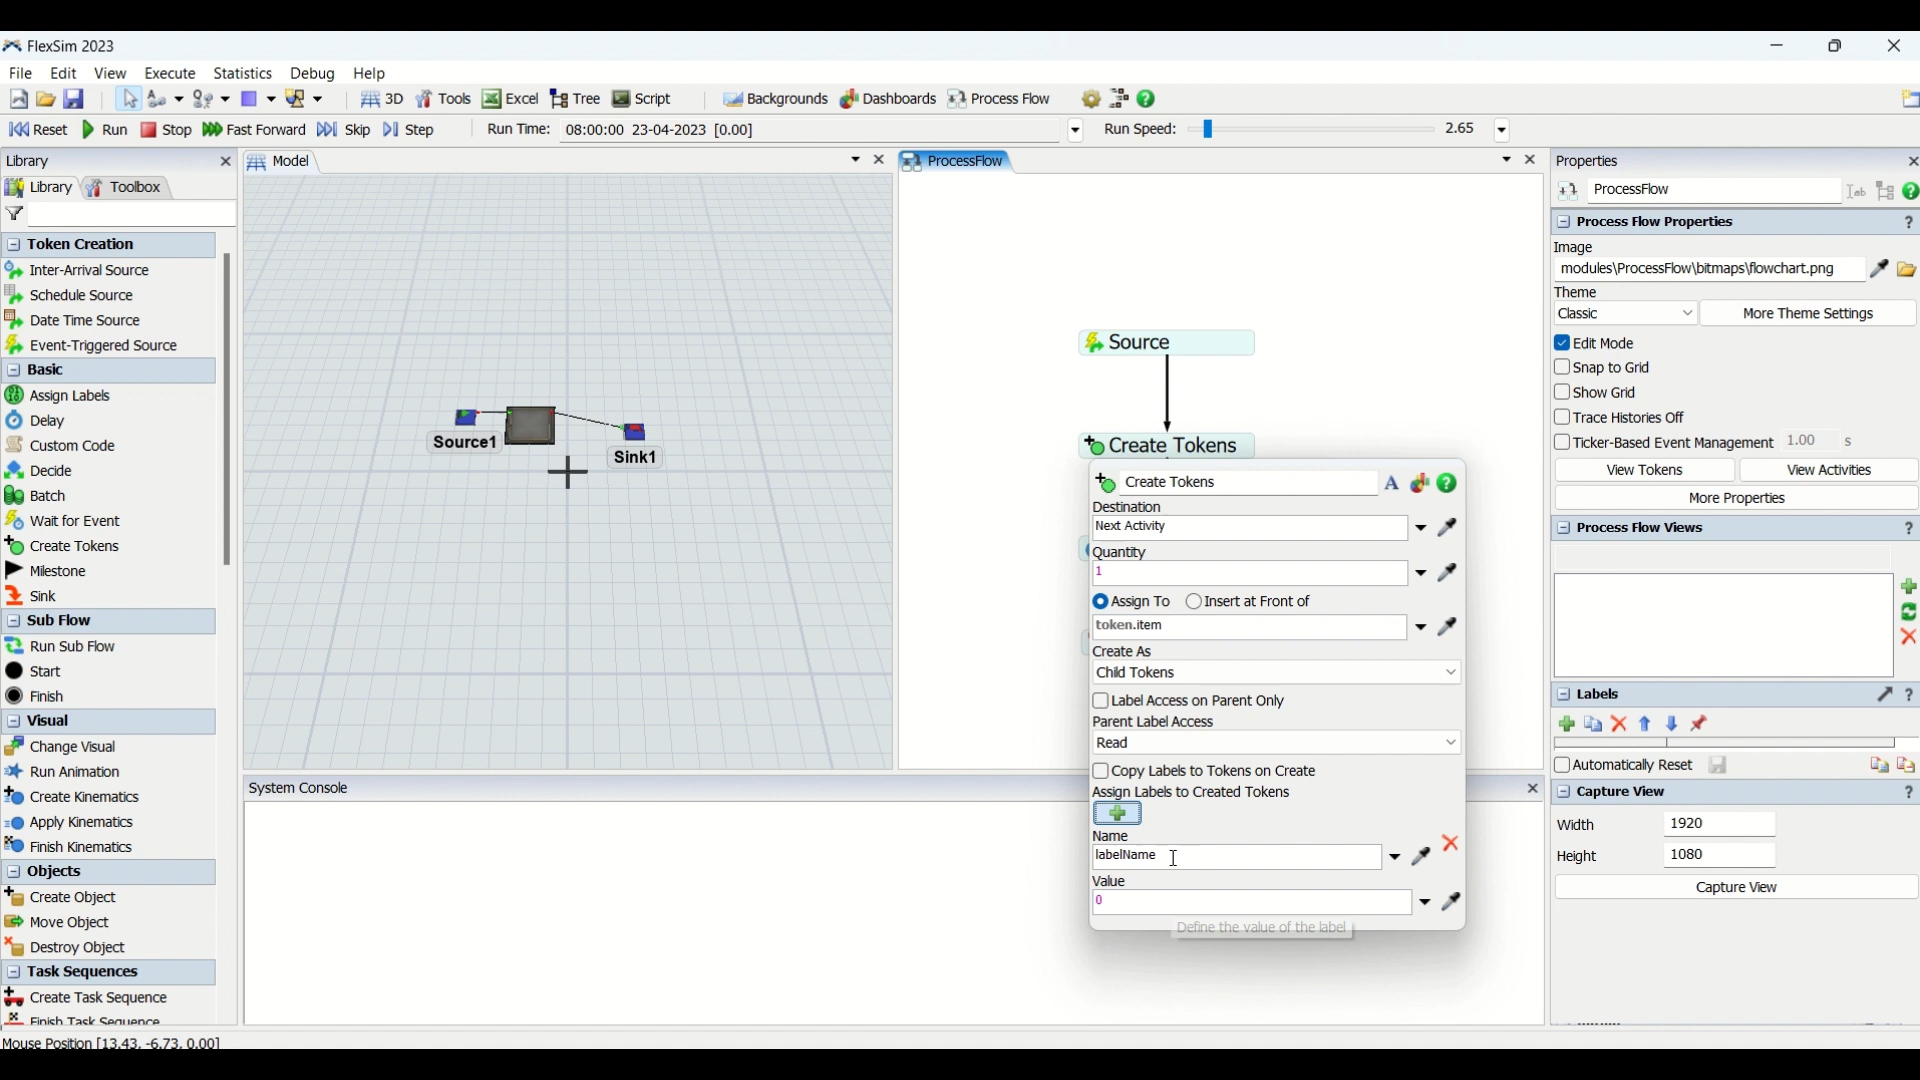 FlexSim 2023
File Edit View Execute Statistics Debug Help
3D Tools Excel Tree Script Backgrounds Dashboards Process Flow
Reset Run Stop Fast Forward Skip Step Run Time: 08:00:00 23-04-2023 [0.00] Run Speed: 2.65
Library
Library Toolbox
Token Creation
Inter-Arrival Source
Schedule Source
Date Time Source
Event-Triggered Source
Basic
Assign Labels
Delay
Custom Code
Decide
Batch
Wait for Event
Create Tokens
Milestone
Sink
Sub Flow
Run Sub Flow
Start
Finish
Visual
Change Visual
Run Animation
Create Kinematics
Apply Kinematics
Finish Kinematics
Objects
Create Object
Move Object
Destroy Object
Task Sequences
Create Task Sequence
Finish Task Sequence
Mouse Position [13.43, -6.73, 0.00]
Model
Source1
Sink1
System Console
ProcessFlow
Source
Create Tokens
Create Tokens
Destination
Next Activity
Quantity
1
Assign To Insert at Front of
token.item
Create As
Child Tokens
Label Access on Parent Only
Parent Label Access
Read
Copy Labels to Tokens on Create
Assign Labels to Created Tokens
Name
labelName
Value
0
Define the value of the label
Properties
ProcessFlow
Process Flow Properties
Image
modules\ProcessFlow\bitmaps\flowchart.png
Theme
Classic More Theme Settings
Edit Mode
Snap to Grid
Show Grid
Trace Histories Off
Ticker-Based Event Management 1.00 s
View Tokens View Activities
More Properties
Process Flow Views
Labels
Automatically Reset
Capture View
Width 1920
Height 1080
Capture View